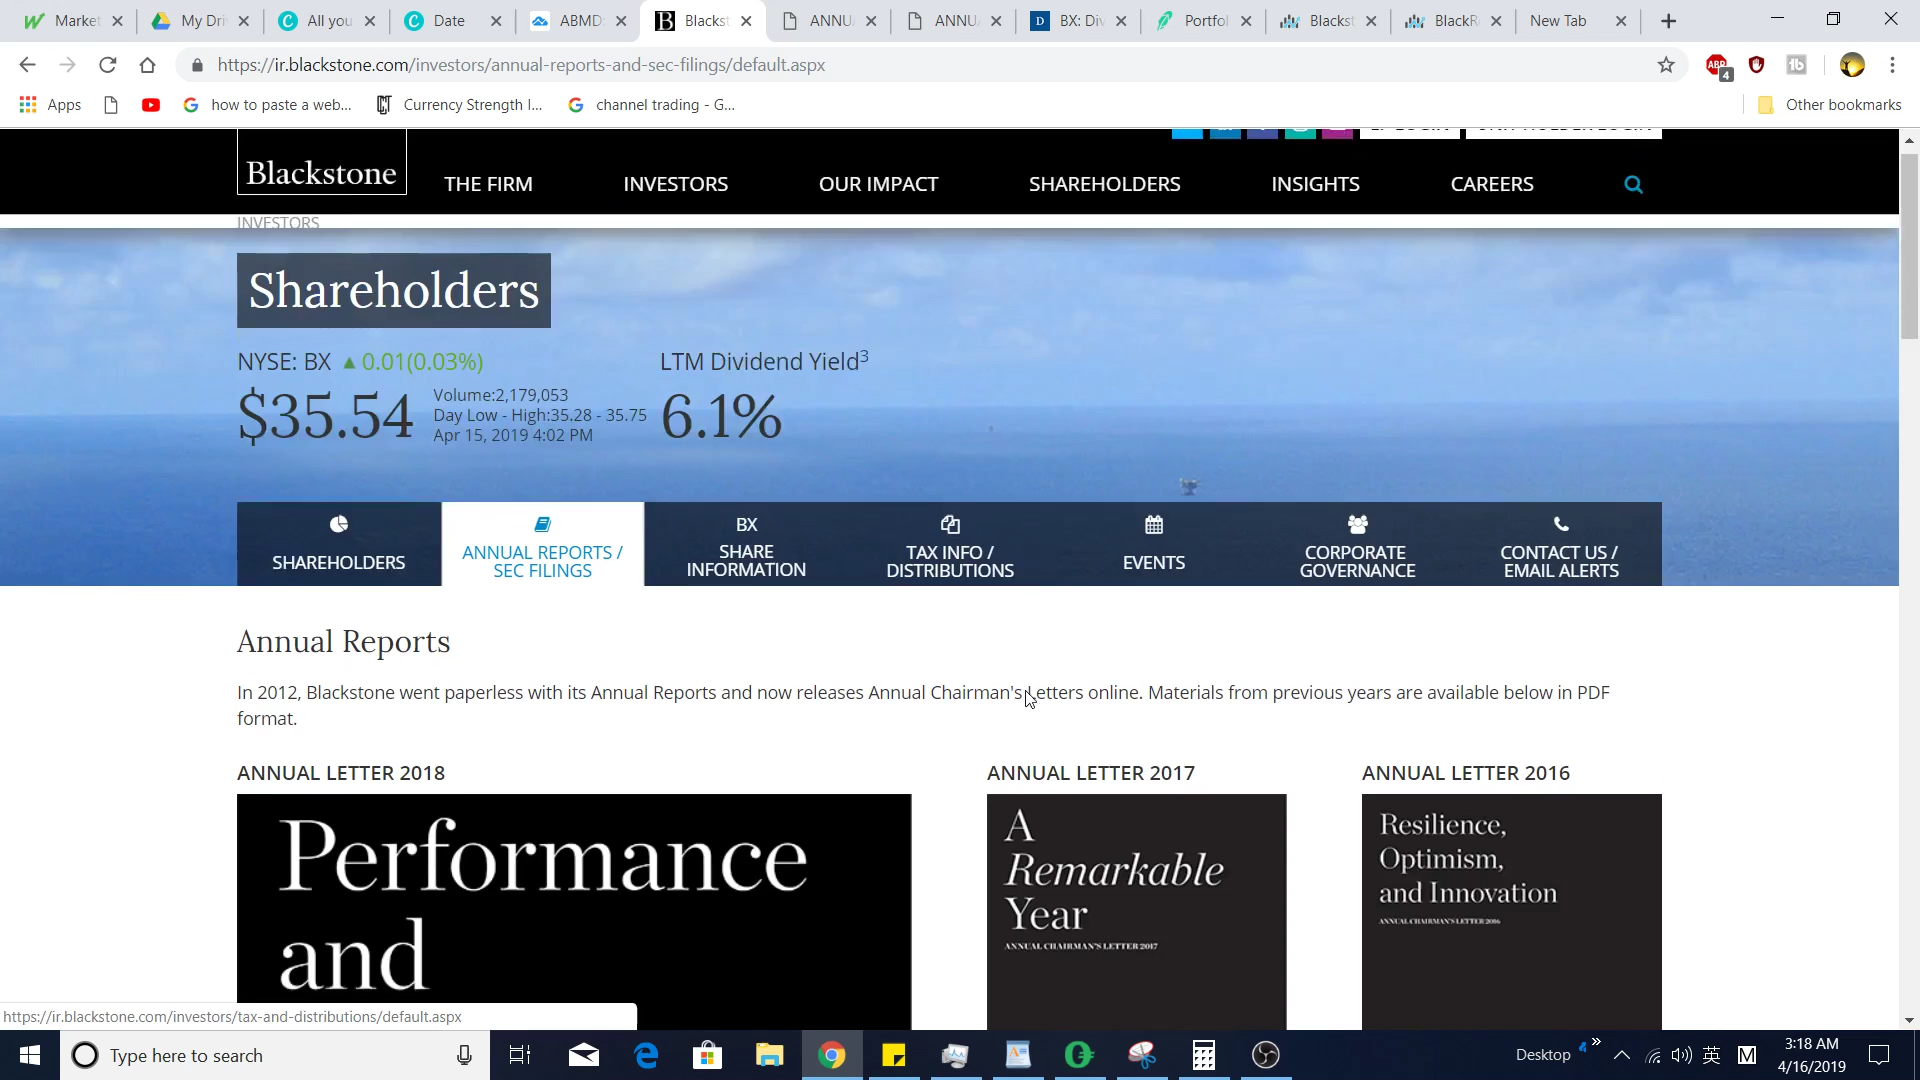 Market
My Dri
All you
Date
ABMD:
Blackst
ANNUA
ANNUA
BX: Div
Portfol
Blackst
BlackR
New Tab
https://ir.blackstone.com/investors/annual-reports-and-sec-filings/default.aspx
ABP
4
Apps
how to paste a web...
Currency Strength I...
channel trading - G...
Other bookmarks
Blackstone
THE FIRM
INVESTORS
OUR IMPACT
SHAREHOLDERS
INSIGHTS
CAREERS
INVESTORS
Shareholders
NYSE: BX ▲ 0.01(0.03%)
$35.54
Volume:2,179,053
Day Low - High:35.28 - 35.75
Apr 15, 2019 4:02 PM
LTM Dividend Yield3
6.1%
SHAREHOLDERS
ANNUAL REPORTS /
SEC FILINGS
BX
SHARE
INFORMATION
TAX INFO /
DISTRIBUTIONS
EVENTS
CORPORATE
GOVERNANCE
CONTACT US /
EMAIL ALERTS
Annual Reports
In 2012, Blackstone went paperless with its Annual Reports and now releases Annual Chairman's Letters online. Materials from previous years are available below in PDF
format.
ANNUAL LETTER 2018
Performance
and
ANNUAL LETTER 2017
A
Remarkable
Year
ANNUAL CHAIRMAN'S LETTER 2017
ANNUAL LETTER 2016
Resilience,
Optimism,
and Innovation
ANNUAL CHAIRMAN'S LETTER 2016
https://ir.blackstone.com/investors/tax-and-distributions/default.aspx
Type here to search
Desktop
英
M
3:18 AM
4/16/2019